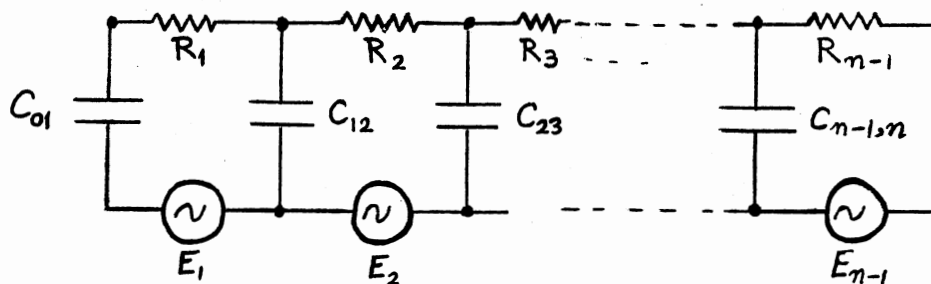 R₁ R₂ R₃ Rₙ₋₁
C₀₁ C₁₂ C₂₃ Cₙ₋₁,ₙ
E₁ E₂ Eₙ₋₁